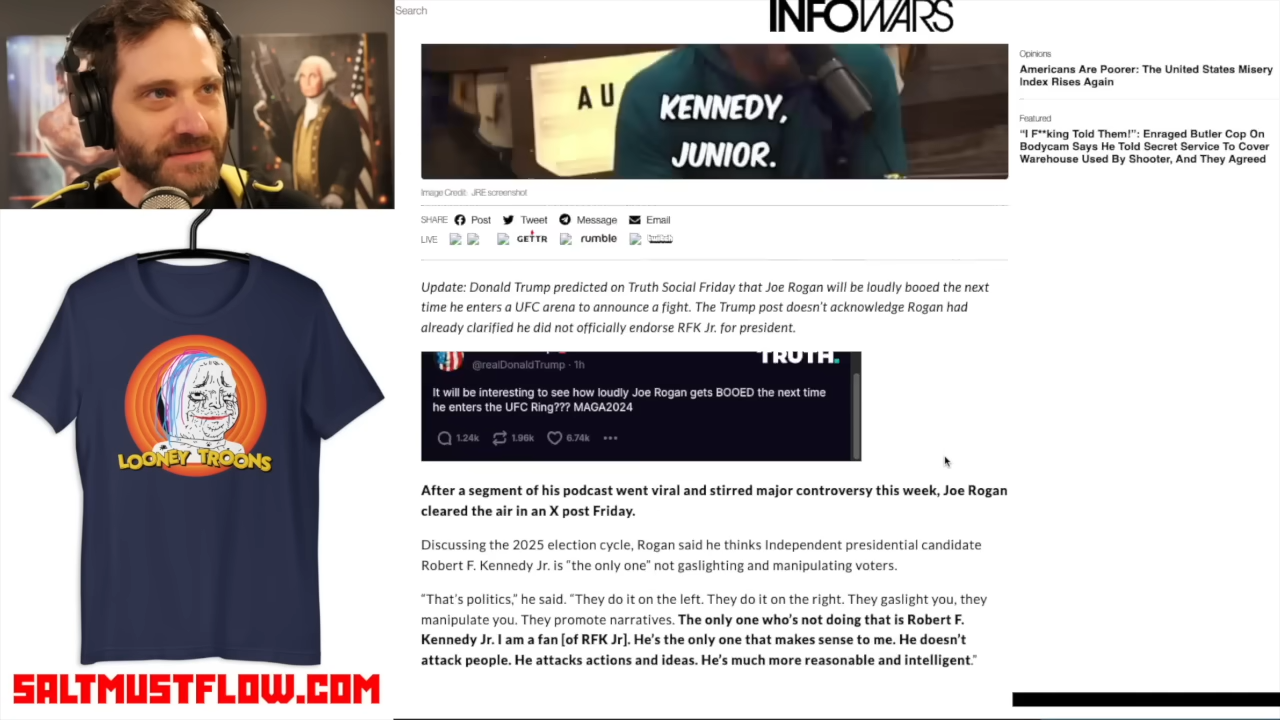 Search
INFOWARS
AU
KENNEDY,
JUNIOR.
Image Credit: JRE screenshot
SHARE Post Tweet Message Email
LIVE GETTR rumble twitch
Update: Donald Trump predicted on Truth Social Friday that Joe Rogan will be loudly booed the next
time he enters a UFC arena to announce a fight. The Trump post doesn't acknowledge Rogan had
already clarified he did not officially endorse RFK Jr. for president.
@realDonaldTrump · 1h
TRUTH.
It will be interesting to see how loudly Joe Rogan gets BOOED the next time
he enters the UFC Ring??? MAGA2024
1.24k 1.96k 6.74k
After a segment of his podcast went viral and stirred major controversy this week, Joe Rogan
cleared the air in an X post Friday.
Discussing the 2025 election cycle, Rogan said he thinks Independent presidential candidate
Robert F. Kennedy Jr. is "the only one" not gaslighting and manipulating voters.
"That's politics," he said. "They do it on the left. They do it on the right. They gaslight you, they
manipulate you. They promote narratives. The only one who's not doing that is Robert F.
Kennedy Jr. I am a fan [of RFK Jr]. He's the only one that makes sense to me. He doesn't
attack people. He attacks actions and ideas. He's much more reasonable and intelligent."
Opinions
Americans Are Poorer: The United States Misery
Index Rises Again
Featured
"I F**king Told Them!": Enraged Butler Cop On
Bodycam Says He Told Secret Service To Cover
Warehouse Used By Shooter, And They Agreed
LOONEY TROONS
SALTMUSTFLOW.COM